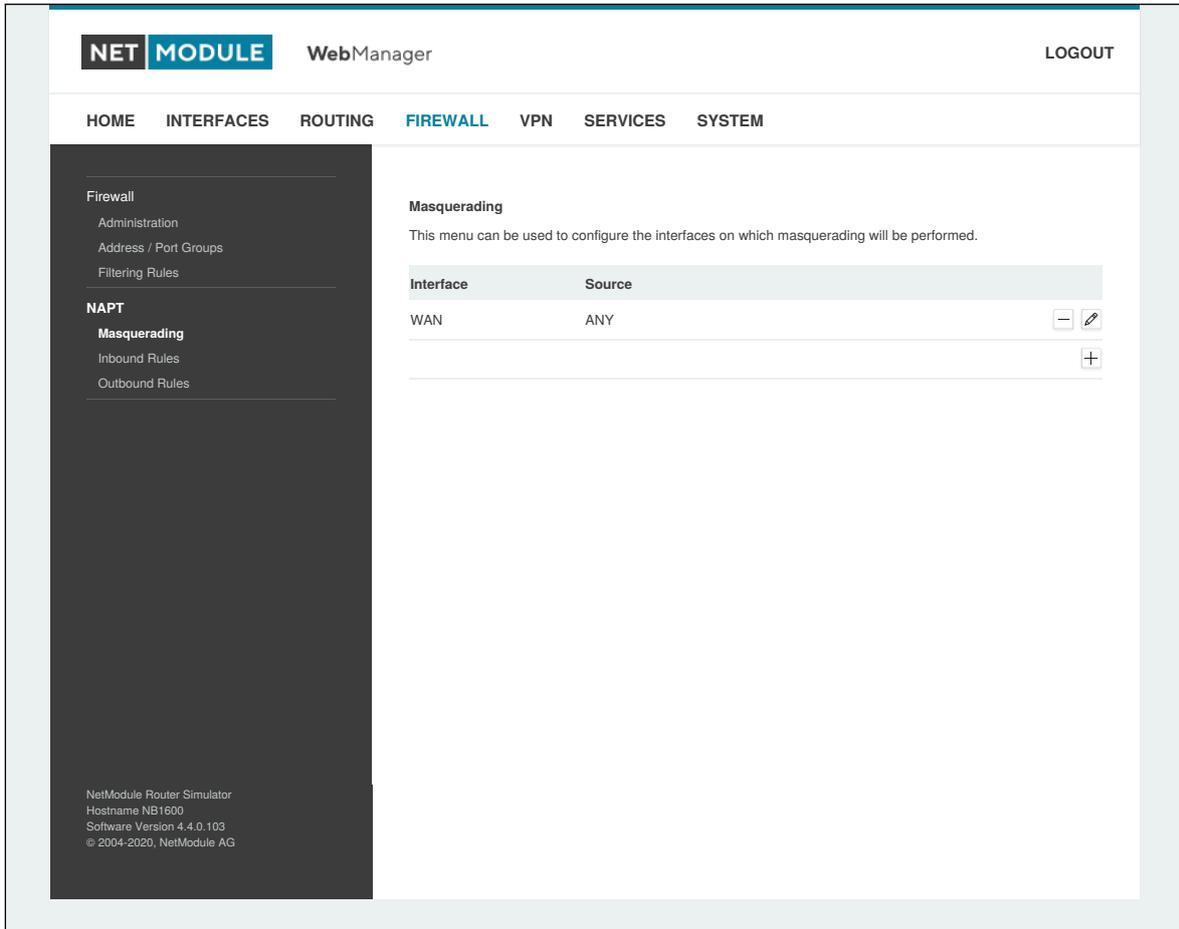 NET MODULE WebManager LOGOUT
HOME INTERFACES ROUTING FIREWALL VPN SERVICES SYSTEM
Firewall
Administration
Address / Port Groups
Filtering Rules
NAPT
Masquerading
Inbound Rules
Outbound Rules
Masquerading
This menu can be used to configure the interfaces on which masquerading will be performed.
Interface Source
WAN ANY
NetModule Router Simulator
Hostname NB1600
Software Version 4.4.0.103
© 2004-2020, NetModule AG